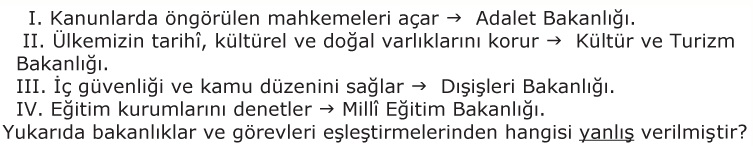 I. Kanunlarda öngörülen mahkemeleri açar → Adalet Bakanlığı.
II. Ülkemizin tarihî, kültürel ve doğal varlıklarını korur → Kültür ve Turizm
Bakanlığı.
III. İç güvenliği ve kamu düzenini sağlar → Dışişleri Bakanlığı.
IV. Eğitim kurumlarını denetler → Millî Eğitim Bakanlığı.
Yukarıda bakanlıklar ve görevleri eşleştirmelerinden hangisi yanlış verilmiştir?